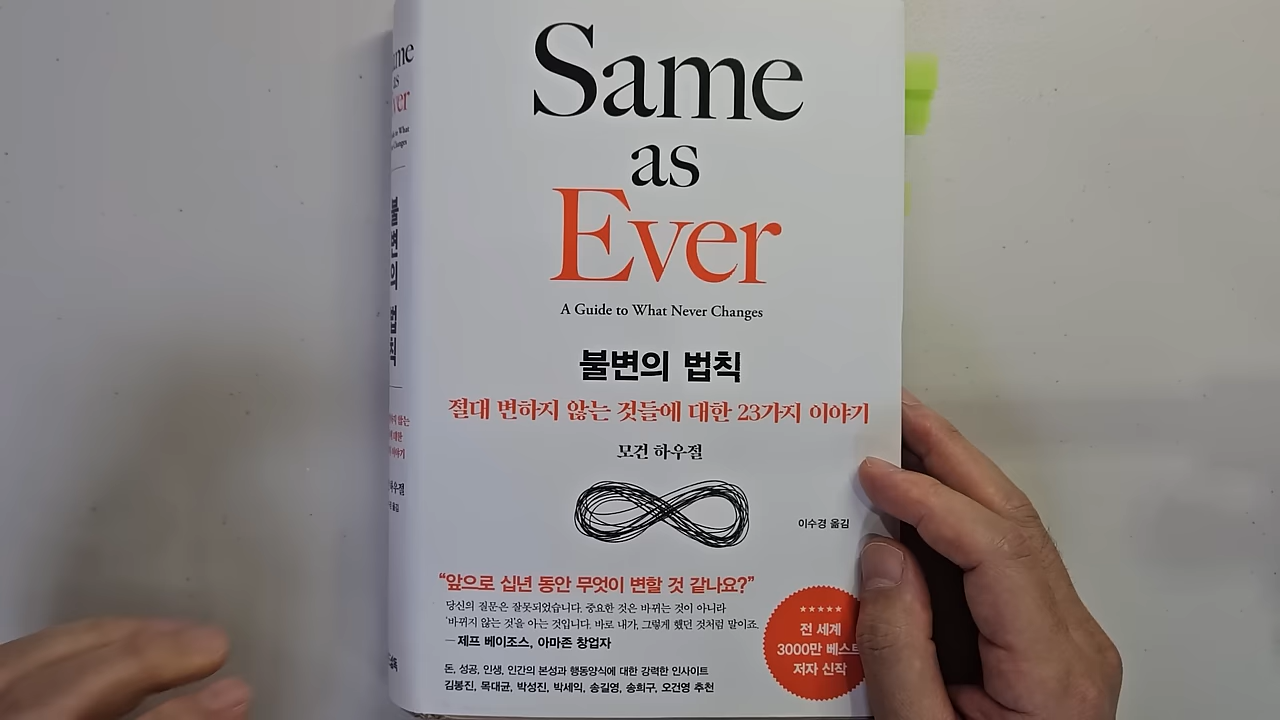 Same
as
Ever
A Guide to What Never Changes
불변의 법칙
절대 변하지 않는 것들에 대한 23가지 이야기
모건 하우절
이수경 옮김
“앞으로 십년 동안 무엇이 변할 것 같나요?”
당신의 질문은 잘못되었습니다. 중요한 것은 바뀌는 것이 아니라
‘바뀌지 않는 것’을 아는 것입니다. 바로 내가, 그렇게 했던 것처럼 말이죠.
─ 제프 베이조스, 아마존 창업자
돈, 성공, 인생, 인간의 본성과 행동양식에 대한 강력한 인사이트
김봉진, 목대균, 박성진, 박세익, 송길영, 송희구, 오건영 추천
전 세계
3000만 베스트
저자 신작
불변의 법칙